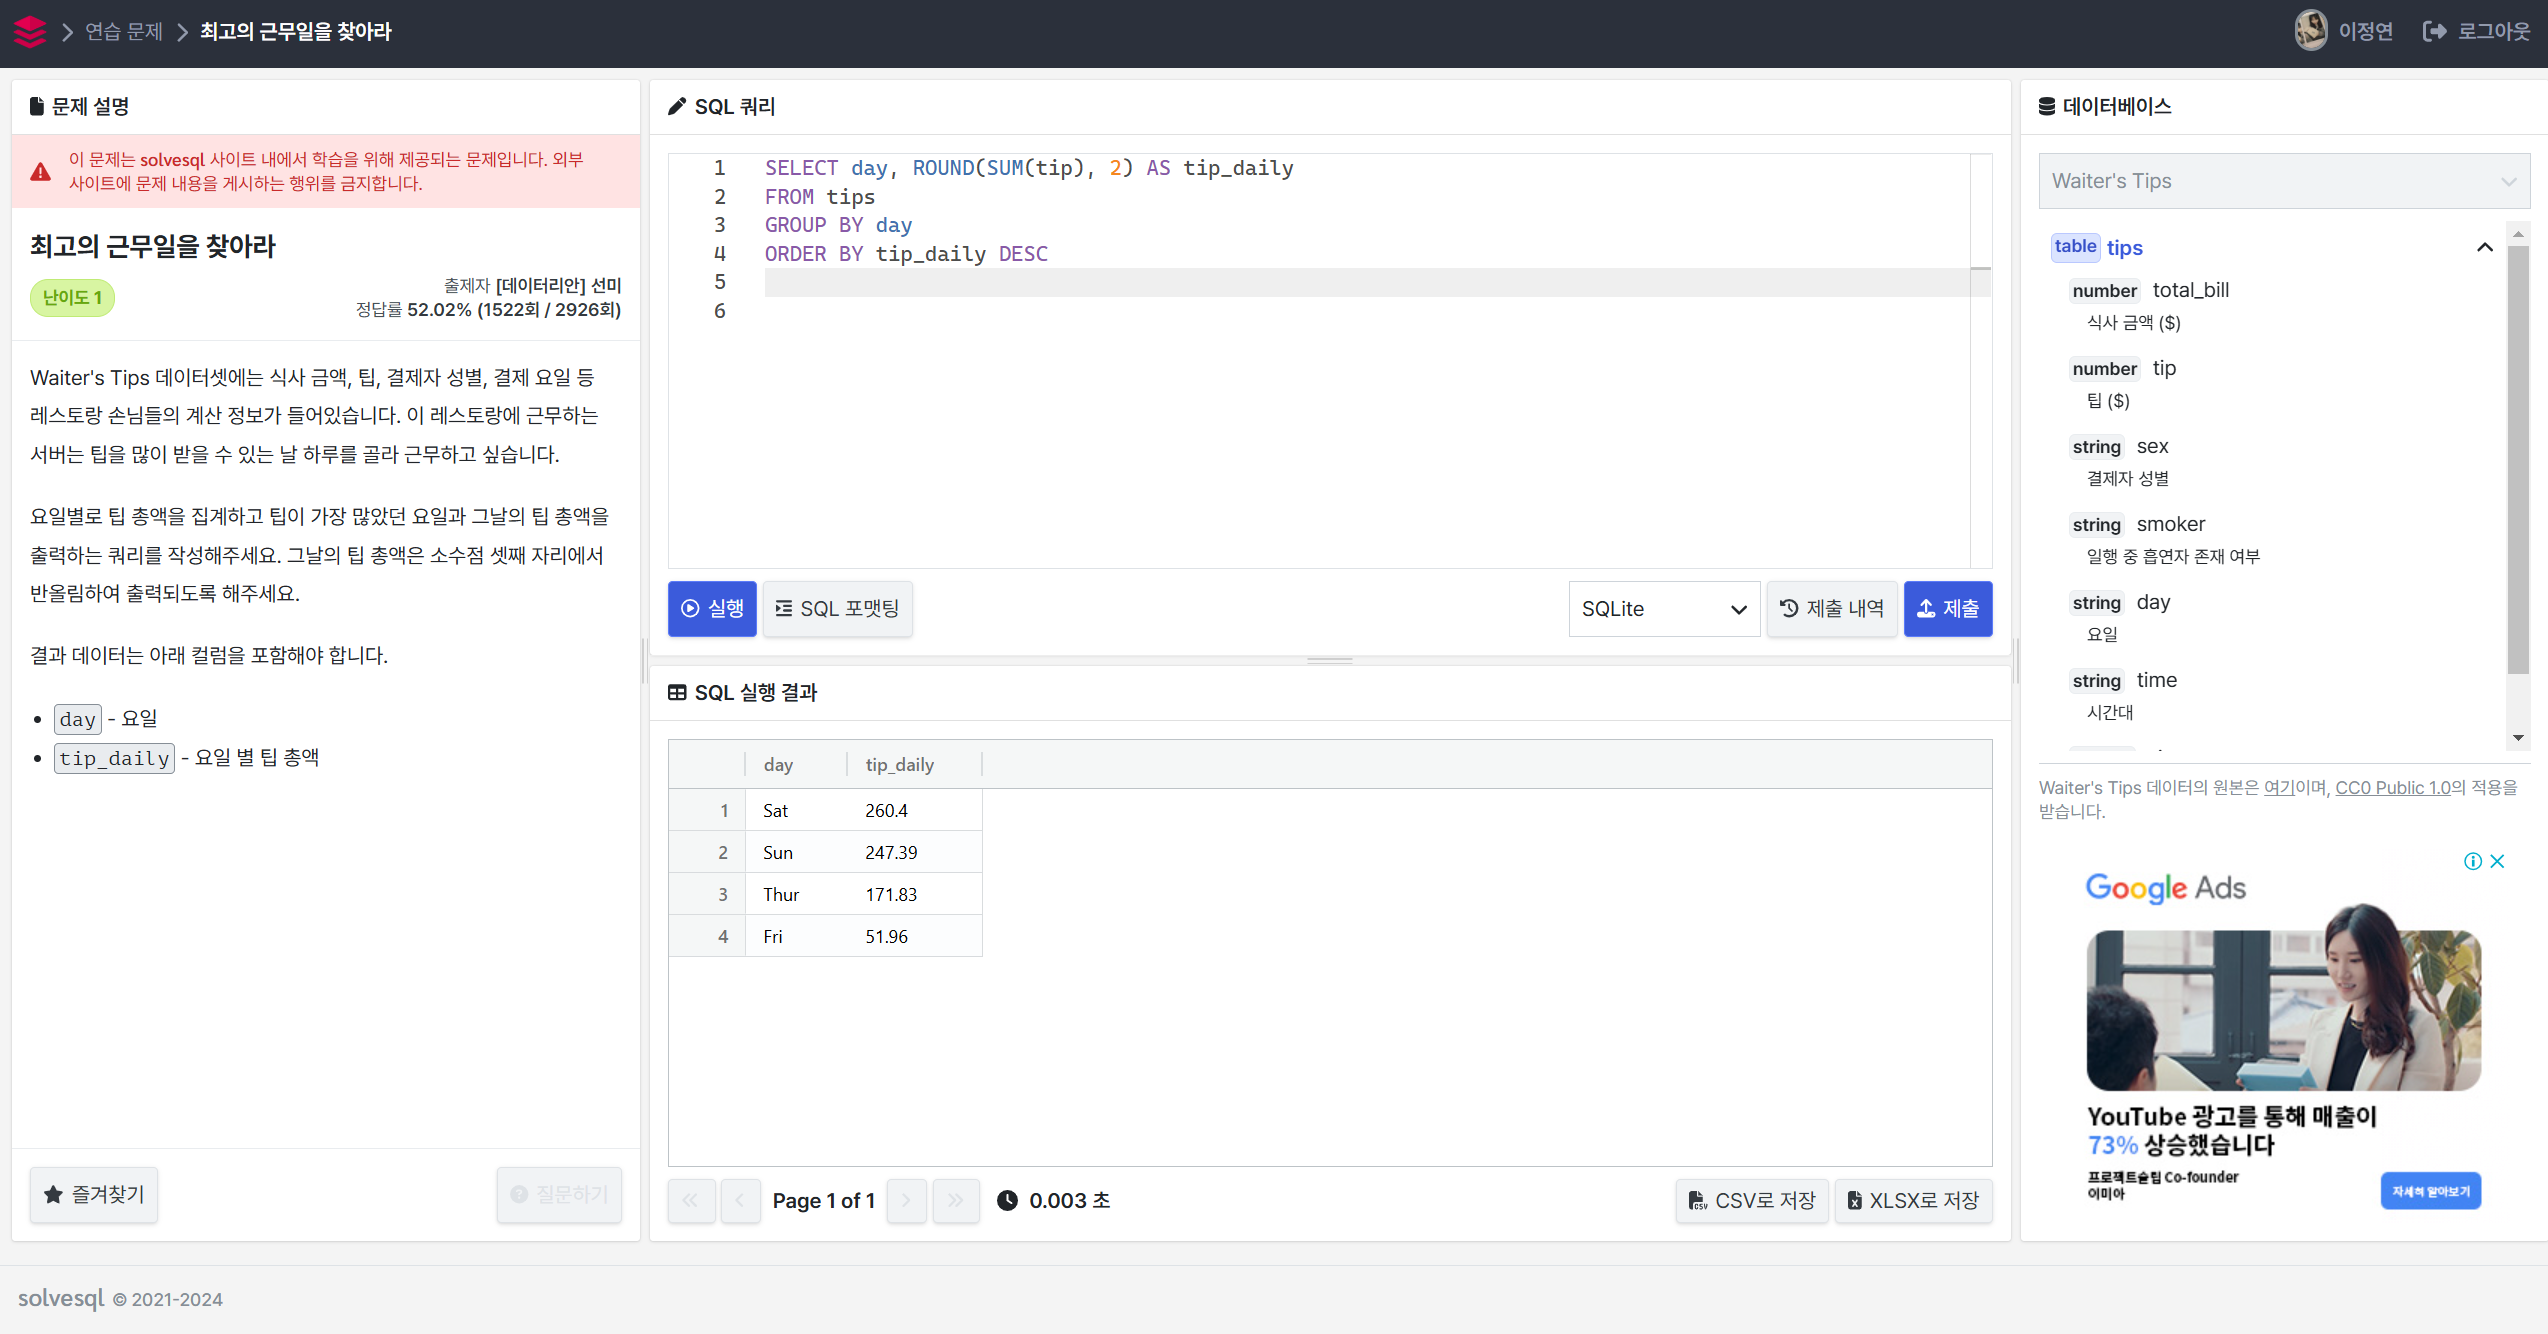 연습 문제
최고의 근무일을 찾아라
이정연
로그아웃
문제 설명
이 문제는 solvesql 사이트 내에서 학습을 위해 제공되는 문제입니다. 외부
사이트에 문제 내용을 게시하는 행위를 금지합니다.
최고의 근무일을 찾아라
난이도 1
출제자 [데이터리안] 선미
정답률 52.02% (1522회 / 2926회)
Waiter's Tips 데이터셋에는 식사 금액, 팁, 결제자 성별, 결제 요일 등
레스토랑 손님들의 계산 정보가 들어있습니다. 이 레스토랑에 근무하는
서버는 팁을 많이 받을 수 있는 날 하루를 골라 근무하고 싶습니다.
요일별로 팁 총액을 집계하고 팁이 가장 많았던 요일과 그날의 팁 총액을
출력하는 쿼리를 작성해주세요. 그날의 팁 총액은 소수점 셋째 자리에서
반올림하여 출력되도록 해주세요.
결과 데이터는 아래 컬럼을 포함해야 합니다.
day - 요일
tip_daily - 요일 별 팁 총액
즐겨찾기
질문하기
SQL 쿼리
1 SELECT day, ROUND(SUM(tip), 2) AS tip_daily
2 FROM tips
3 GROUP BY day
4 ORDER BY tip_daily DESC
5
6
실행
SQL 포맷팅
SQLite
제출 내역
제출
SQL 실행 결과
day tip_daily
1 Sat 260.4
2 Sun 247.39
3 Thur 171.83
4 Fri 51.96
Page 1 of 1
0.003 초
CSV로 저장
XLSX로 저장
데이터베이스
Waiter's Tips
table tips
number total_bill
식사 금액 ($)
number tip
팁 ($)
string sex
결제자 성별
string smoker
일행 중 흡연자 존재 여부
string day
요일
string time
시간대
Waiter's Tips 데이터의 원본은 여기이며, CC0 Public 1.0의 적용을
받습니다.
Google Ads
YouTube 광고를 통해 매출이
73% 상승했습니다
프로잭트슬립 Co-founder
이미아
자세히 알아보기
solvesql © 2021-2024